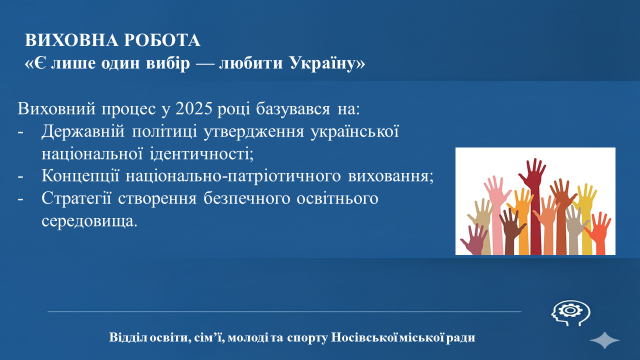 ВИХОВНА РОБОТА
«Є лише один вибір — любити Україну»
Виховний процес у 2025 році базувався на:
- Державній політиці утвердження української
національної ідентичності;
- Концепції національно-патріотичного виховання;
- Стратегії створення безпечного освітнього
середовища.
Відділ освіти, сім’ї, молоді та спорту Носівської міської ради